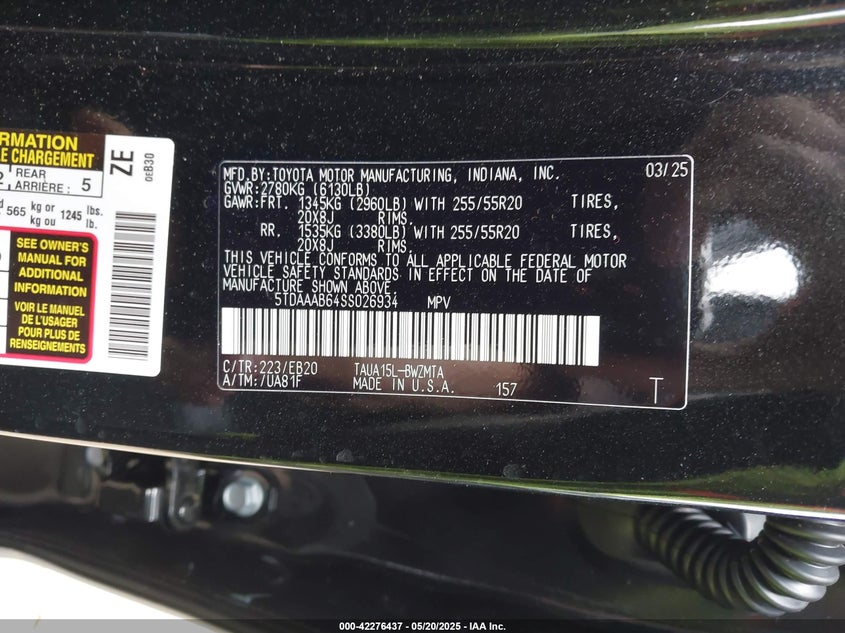 ORMATION
LE CHARGEMENT
2 REAR
ARRIÈRE : 5
565 kg or 1245 lbs.
kg ou lb.
SEE OWNER'S
MANUAL FOR
ADDITIONAL
INFORMATION
VOIR LE MANUEL
DE L'USAGER
POUR PLUS DE
RENSEIGNEMENTS
ZE
0EB30
MFD.BY:TOYOTA MOTOR MANUFACTURING, INDIANA, INC. 03/25
GVWR:2780KG (6130LB)
GAWR:FRT. 1345KG (2960LB) WITH 255/55R20 TIRES,
20X8J RIMS.
RR. 1535KG (3380LB) WITH 255/55R20 TIRES,
20X8J RIMS.
THIS VEHICLE CONFORMS TO ALL APPLICABLE FEDERAL MOTOR
VEHICLE SAFETY STANDARDS IN EFFECT ON THE DATE OF
MANUFACTURE SHOWN ABOVE.
5TDAAAB64SS026934 MPV
C/TR:223/EB20 TAUA15L-BWZMTA
A/TM:/UA81F MADE IN U.S.A. 157 T
000-42276437 - 05/20/2025 - IAA Inc.